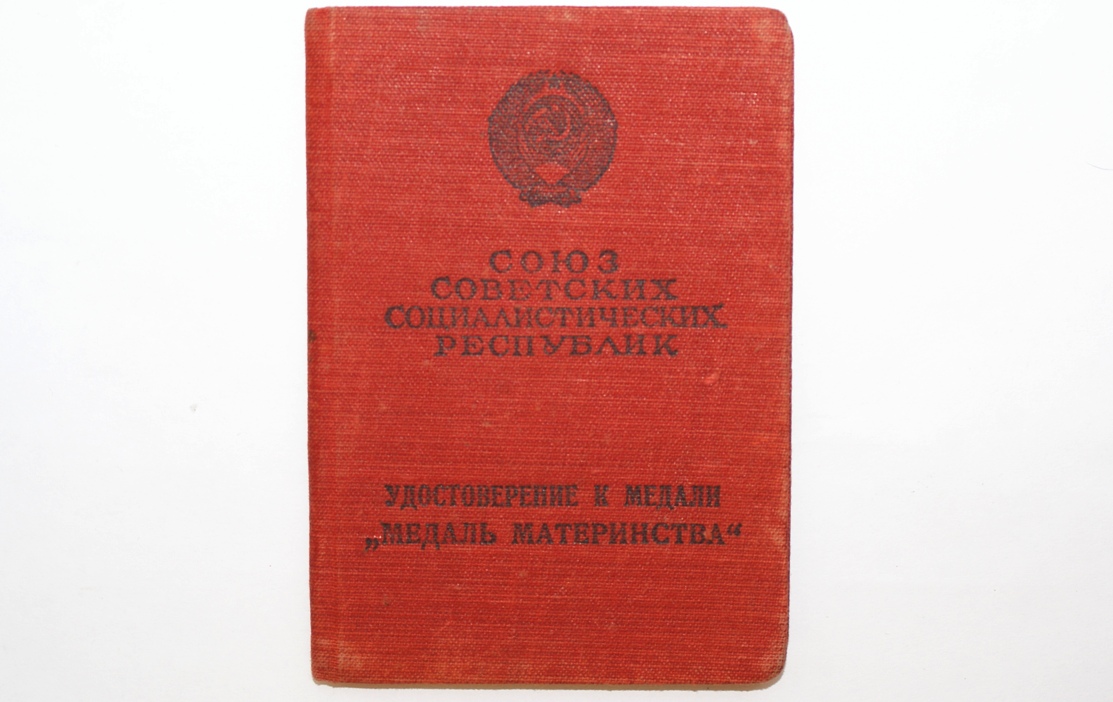 СОЮЗ
СОВЕТСКИХ
СОЦИАЛИСТИЧЕСКИХ
РЕСПУБЛИК
УДОСТОВЕРЕНИЕ К МЕДАЛИ
„МЕДАЛЬ МАТЕРИНСТВА“